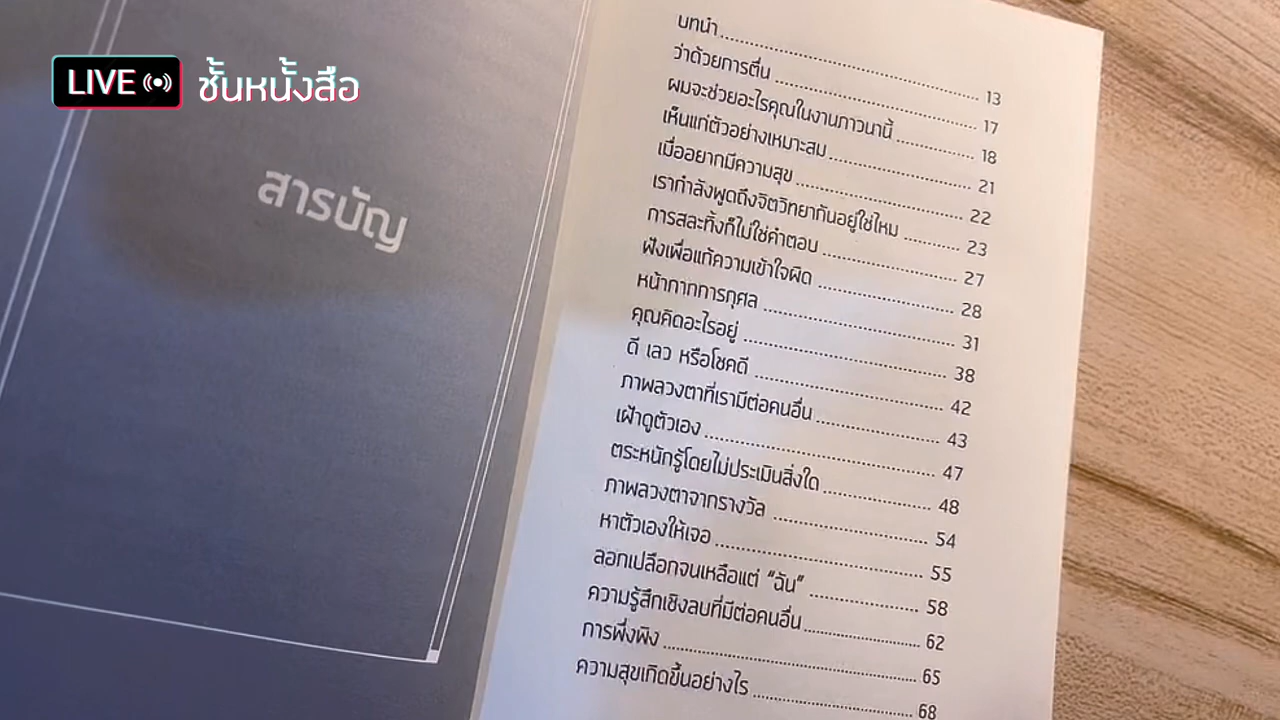 LIVE ชั้นหนังสือ
สารบัญ
บทนำ 13
ว่าด้วยการตื่น 17
ผมจะช่วยอะไรคุณในงานภาวนานี้ 18
เห็นแก่ตัวอย่างเหมาะสม 21
เมื่ออยากมีความสุข 22
เรากำลังพูดถึงจิตวิทยากันอยู่ใช่ไหม 23
การสละทิ้งก็ไม่ใช่คำตอบ 27
ฟังเพื่อแก้ความเข้าใจผิด 28
หน้ากากการกุศล 31
คุณคิดอะไรอยู่ 38
ดี เลว หรือโชคดี 42
ภาพลวงตาที่เรามีต่อคนอื่น 43
เฝ้าดูตัวเอง 47
ตระหนักรู้โดยไม่ประเมินสิ่งใด 48
ภาพลวงตาจากรางวัล 54
หาตัวเองให้เจอ 55
ลอกเปลือกจนเหลือแต่ “ฉัน” 58
ความรู้สึกเชิงลบที่มีต่อคนอื่น 62
การพึ่งพิง 65
ความสุขเกิดขึ้นอย่างไร 68